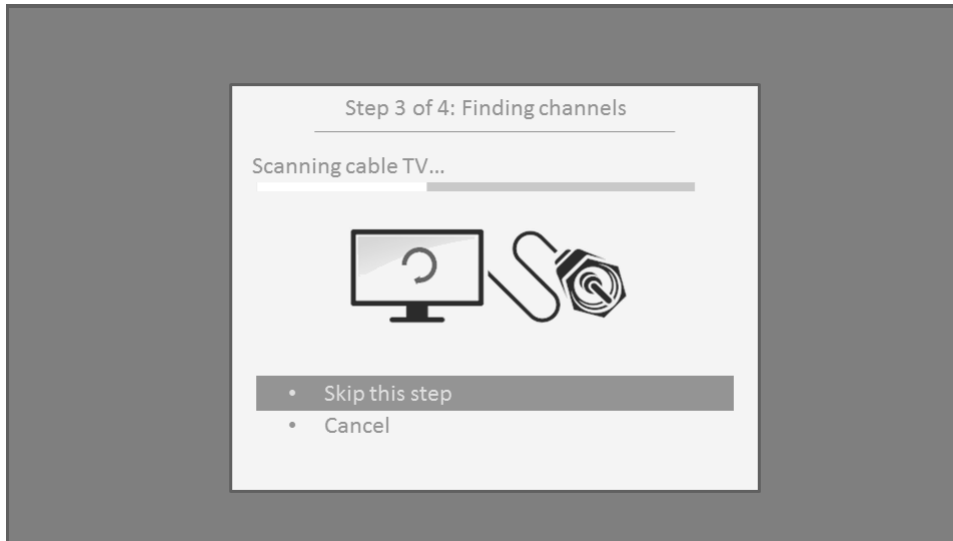 Step 3 of 4: Finding channels
Scanning cable TV...
• Skip this step
• Cancel